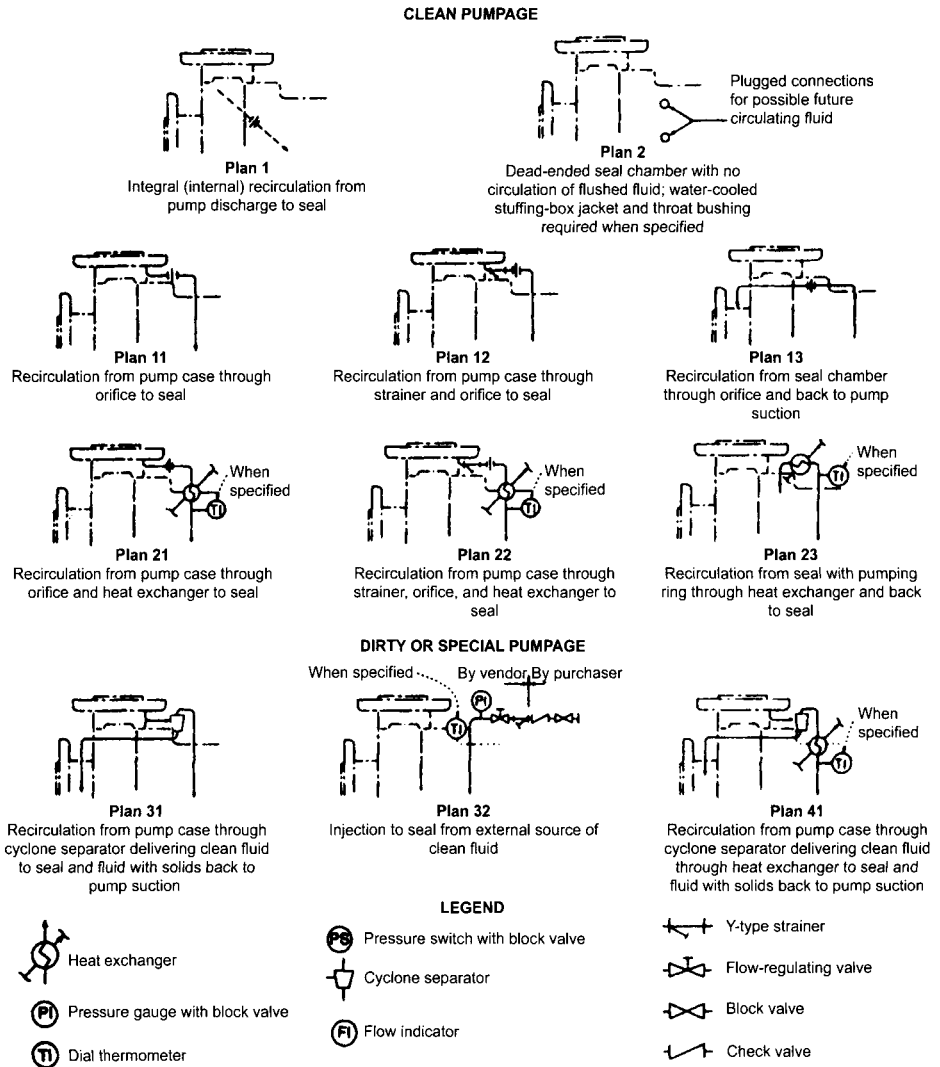 CLEAN PUMPAGE
Plugged connections
for possible future
circulating fluid
Plan 1
Integral (internal) recirculation from
pump discharge to seal
Plan 2
Dead-ended seal chamber with no
circulation of flushed fluid; water-cooled
stuffing-box jacket and throat bushing
required when specified
Plan 11
Recirculation from pump case through
orifice to seal
Plan 12
Recirculation from pump case through
strainer and orifice to seal
Plan 13
Recirculation from seal chamber
through orifice and back to pump
suction
When
specified
TI
Plan 21
Recirculation from pump case through
orifice and heat exchanger to seal
When
specified
TI
Plan 22
Recirculation from pump case through
strainer, orifice, and heat exchanger to
seal
When
specified
TI
Plan 23
Recirculation from seal with pumping
ring through heat exchanger and back
to seal
DIRTY OR SPECIAL PUMPAGE
Plan 31
Recirculation from pump case through
cyclone separator delivering clean fluid
to seal and fluid with solids back to
pump suction
When specified
By vendor By purchaser
PI
TI
Plan 32
Injection to seal from external source of
clean fluid
When
specified
TI
Plan 41
Recirculation from pump case through
cyclone separator delivering clean fluid
through heat exchanger to seal and
fluid with solids back to pump suction
LEGEND
Heat exchanger
PI Pressure gauge with block valve
TI Dial thermometer
PS Pressure switch with block valve
Cyclone separator
FI Flow indicator
Y-type strainer
Flow-regulating valve
Block valve
Check valve